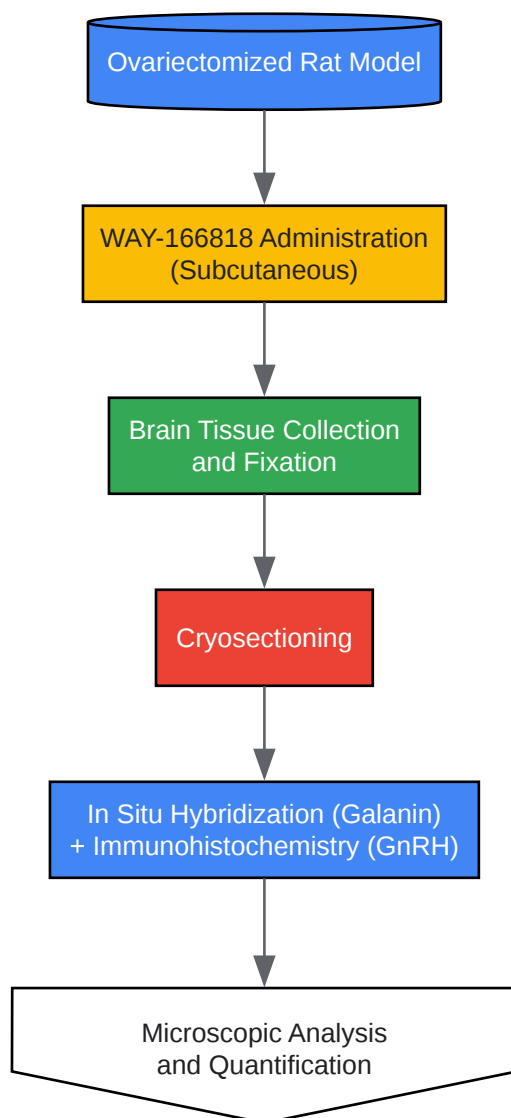 Ovariectomized Rat Model
WAY-166818 Administration
(Subcutaneous)
Brain Tissue Collection
and Fixation
Cryosectioning
In Situ Hybridization (Galanin)
+ Immunohistochemistry (GnRH)
Microscopic Analysis
and Quantification